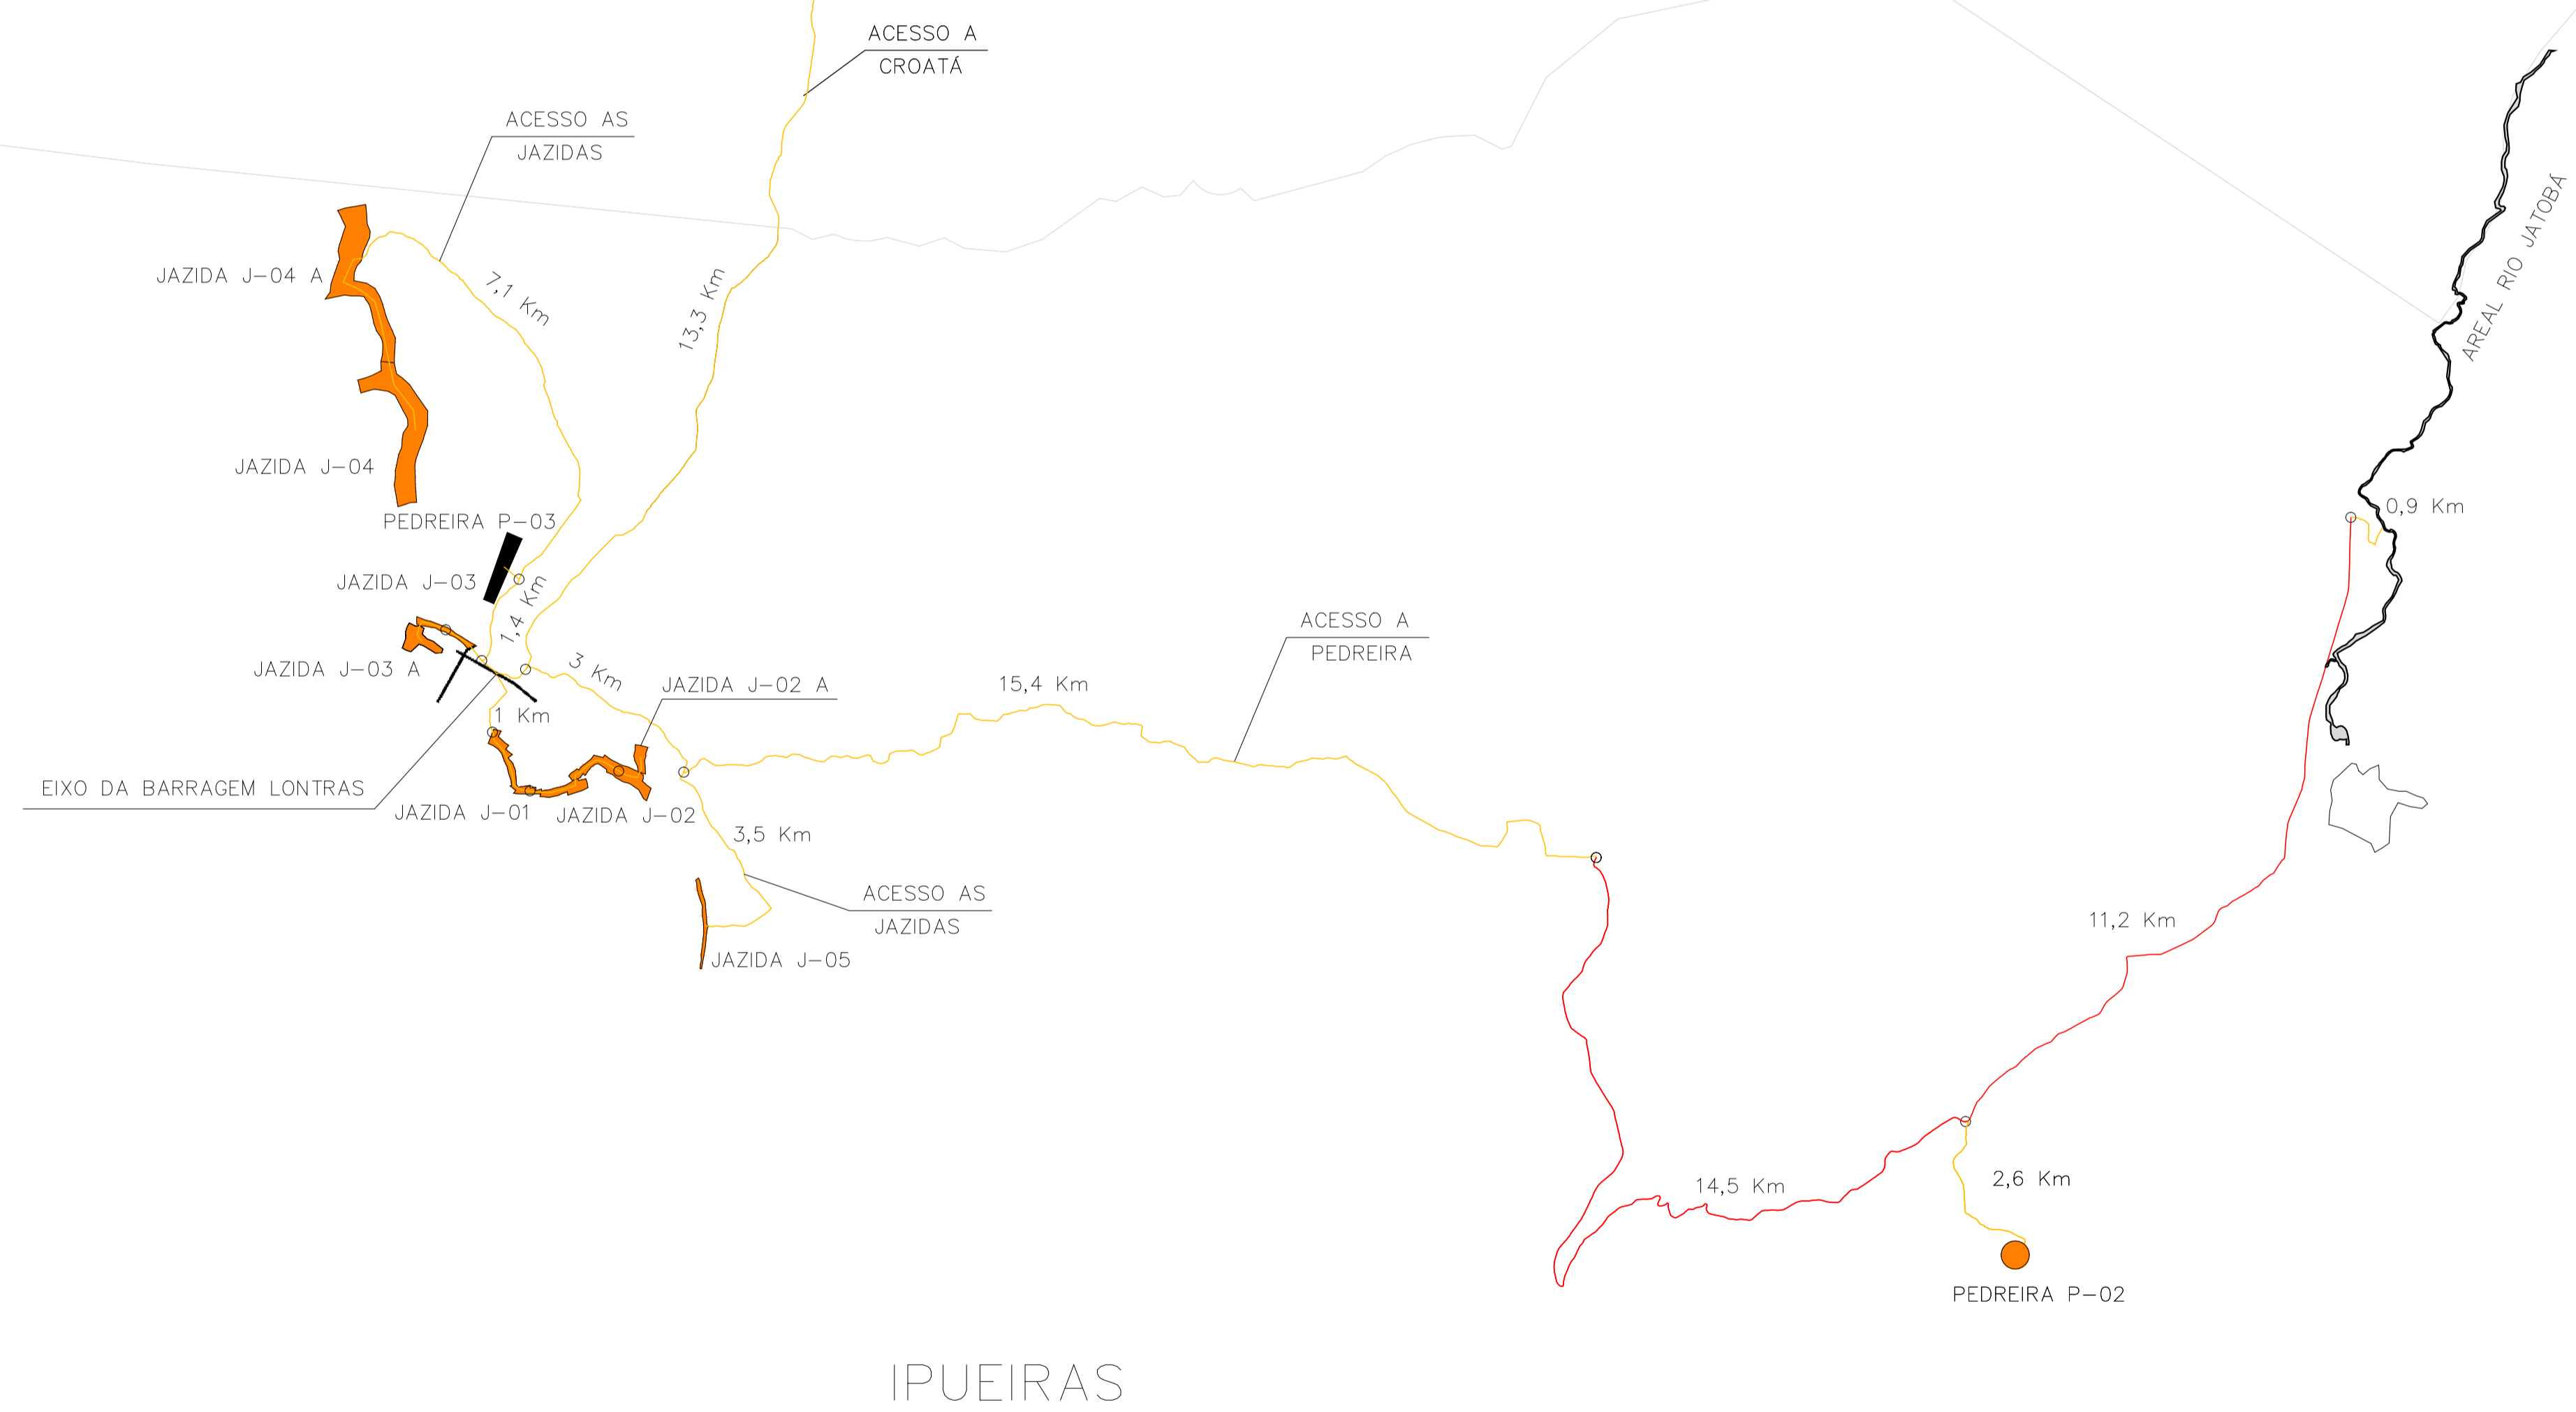 ACESSO A
CROATÁ
ACESSO AS
JAZIDAS
AREAL RIO JATOBÁ
JAZIDA J-04 A
7,1 Km
13,3 Km
JAZIDA J-04
PEDREIRA P-03
0,9 Km
JAZIDA J-03
1,4 Km
ACESSO A
PEDREIRA
JAZIDA J-03 A
3 Km
JAZIDA J-02 A
15,4 Km
1 Km
EIXO DA BARRAGEM LONTRAS
JAZIDA J-01
JAZIDA J-02
3,5 Km
ACESSO AS
JAZIDAS
11,2 Km
JAZIDA J-05
14,5 Km
2,6 Km
PEDREIRA P-02
IPUEIRAS